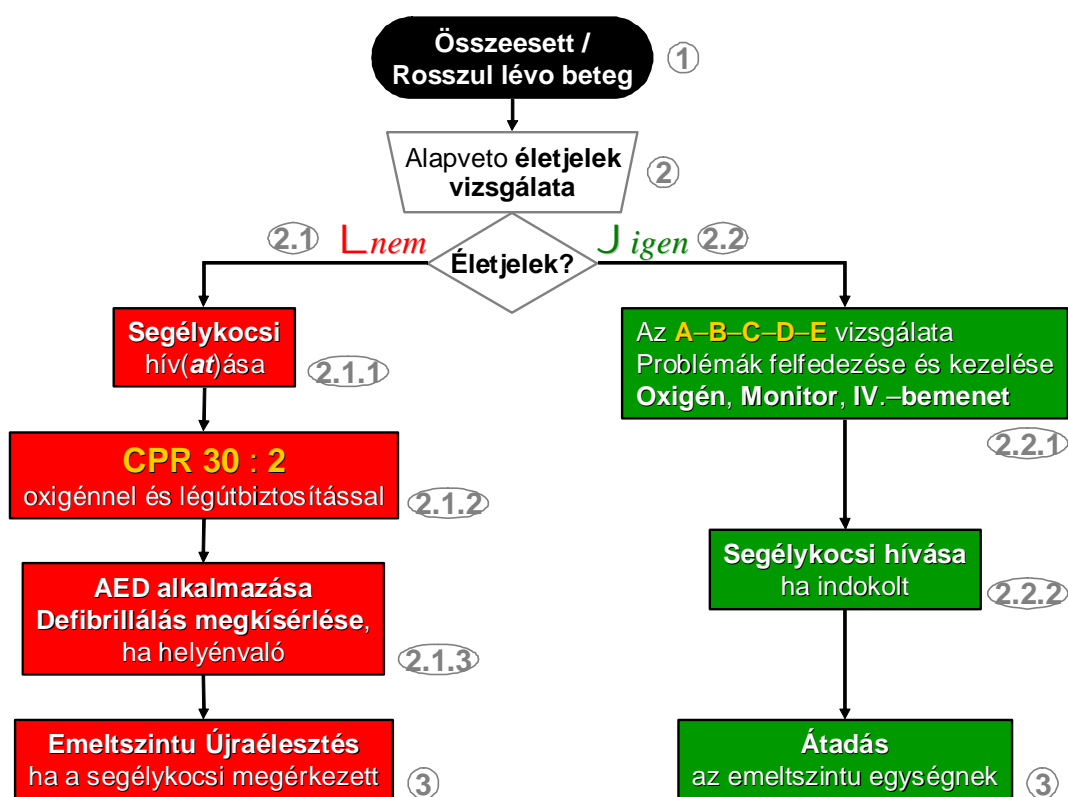 Összeesett /
Rosszul lévo beteg
1
Alapveto életjelek
vizsgálata
2
2.1
nem
igen
2.2
Életjelek?
Segélykocsi
hív(at)ása
2.1.1
CPR 30 : 2
oxigénnel és légútbiztosítással
2.1.2
AED alkalmazása
Defibrillálás megkísérlése,
ha helyénvaló
2.1.3
Emeltszintu Újraélesztés
ha a segélykocsi megérkezett
3
Az A–B–C–D–E vizsgálata
Problémák felfedezése és kezelése
Oxigén, Monitor, IV.–bemenet
2.2.1
Segélykocsi hívása
ha indokolt
2.2.2
Átadás
az emeltszintu egységnek
3